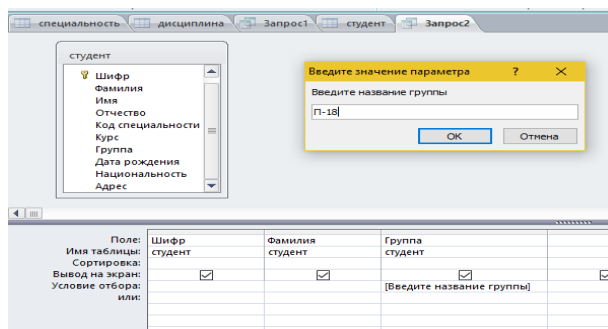 специальность дисциплина Запрос1 студент Запрос2
студент
Шифр
Фамилия
Имя
Отчество
Код специальности
Курс
Группа
Дата рождения
Национальность
Адрес
Введите значение параметра ?
Введите название группы
П-18
ОК Отмена
Поле: Шифр Фамилия Группа
Имя таблицы: студент студент студент
Сортировка:
Вывод на экран:
Условие отбора: [Введите название группы]
или: